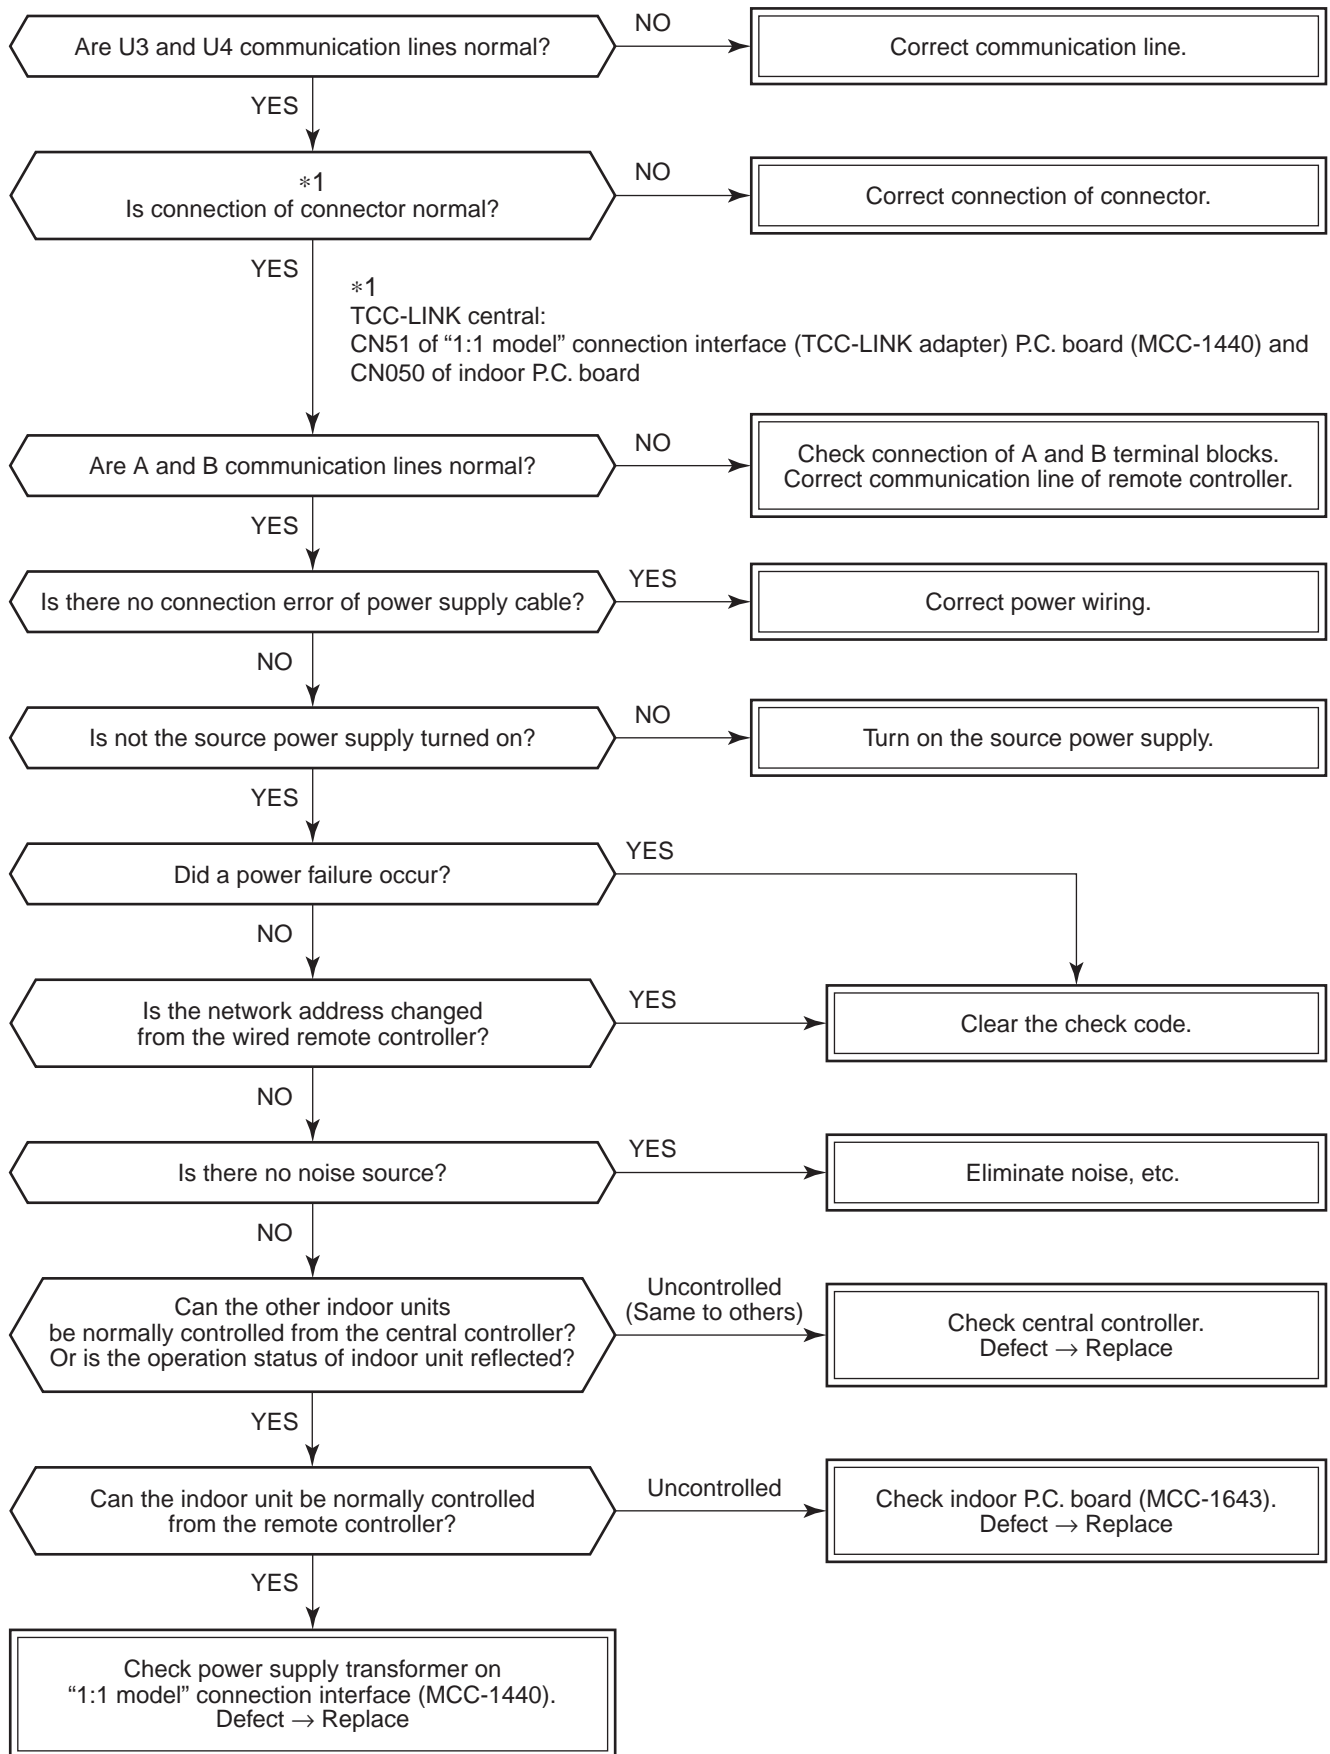 Are U3 and U4 communication lines normal?
NO
Correct communication line.
YES
∗1
Is connection of connector normal?
NO
Correct connection of connector.
YES
∗1
TCC-LINK central:
CN51 of “1:1 model” connection interface (TCC-LINK adapter) P.C. board (MCC-1440) and
CN050 of indoor P.C. board
Are A and B communication lines normal?
NO
Check connection of A and B terminal blocks.
Correct communication line of remote controller.
YES
Is there no connection error of power supply cable?
YES
Correct power wiring.
NO
Is not the source power supply turned on?
NO
Turn on the source power supply.
YES
Did a power failure occur?
YES
NO
Is the network address changed
from the wired remote controller?
YES
Clear the check code.
NO
Is there no noise source?
YES
Eliminate noise, etc.
NO
Can the other indoor units
be normally controlled from the central controller?
Or is the operation status of indoor unit reflected?
Uncontrolled
(Same to others)
Check central controller.
Defect → Replace
YES
Can the indoor unit be normally controlled
from the remote controller?
Uncontrolled
Check indoor P.C. board (MCC-1643).
Defect → Replace
YES
Check power supply transformer on
“1:1 model” connection interface (MCC-1440).
Defect → Replace